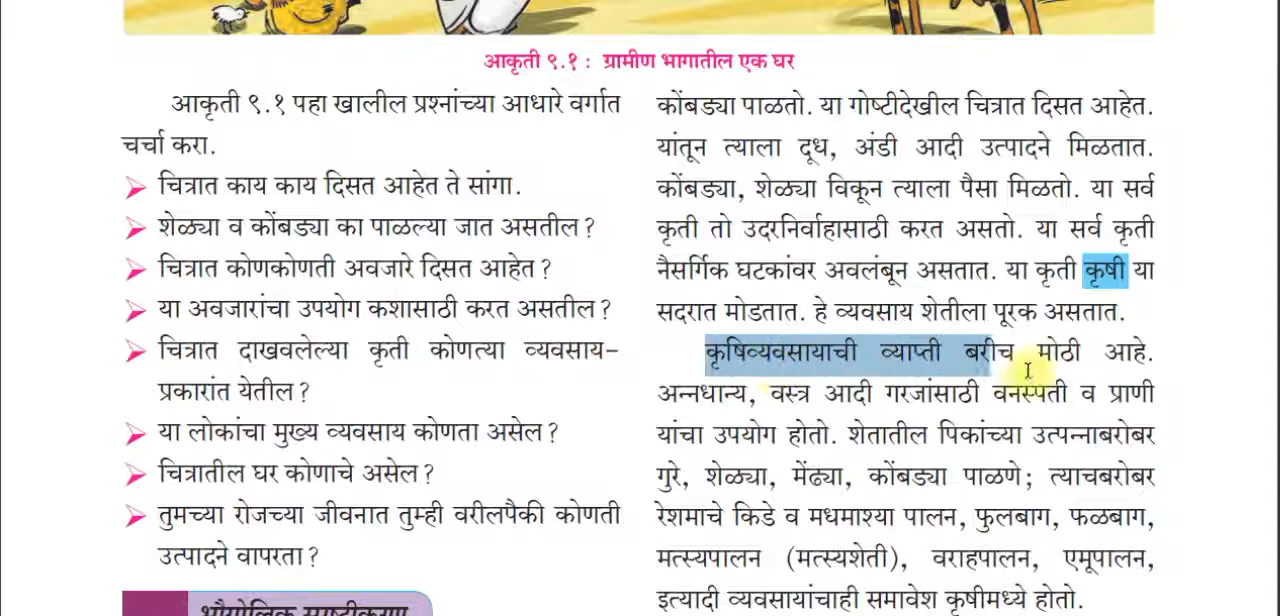 आकृती ९.१ : ग्रामीण भागातील एक घर
आकृती ९.१ पहा खालील प्रश्नांच्या आधारे वर्गात
चर्चा करा.
चित्रात काय काय दिसत आहेत ते सांगा.
शेळ्या व कोंबड्या का पाळल्या जात असतील?
चित्रात कोणकोणती अवजारे दिसत आहेत?
या अवजारांचा उपयोग कशासाठी करत असतील?
चित्रात दाखवलेल्या कृती कोणत्या व्यवसाय-
प्रकारांत येतील?
या लोकांचा मुख्य व्यवसाय कोणता असेल?
चित्रातील घर कोणाचे असेल?
तुमच्या रोजच्या जीवनात तुम्ही वरीलपैकी कोणती
उत्पादने वापरता?
भौगोलिक स्पष्टीकरण
कोंबड्या पाळतो. या गोष्टीदेखील चित्रात दिसत आहेत.
यांतून त्याला दूध, अंडी आदी उत्पादने मिळतात.
कोंबड्या, शेळ्या विकून त्याला पैसा मिळतो. या सर्व
कृती तो उदरनिर्वाहासाठी करत असतो. या सर्व कृती
नैसर्गिक घटकांवर अवलंबून असतात. या कृती कृषी या
सदरात मोडतात. हे व्यवसाय शेतीला पूरक असतात.
कृषिव्यवसायाची व्याप्ती बरीच मोठी आहे.
अन्नधान्य, वस्त्र आदी गरजांसाठी वनस्पती व प्राणी
यांचा उपयोग होतो. शेतातील पिकांच्या उत्पन्नाबरोबर
गुरे, शेळ्या, मेंढ्या, कोंबड्या पाळणे; त्याचबरोबर
रेशमाचे किडे व मधमाश्या पालन, फुलबाग, फळबाग,
मत्स्यपालन (मत्स्यशेती), वराहपालन, एमूपालन,
इत्यादी व्यवसायांचाही समावेश कृषीमध्ये होतो.